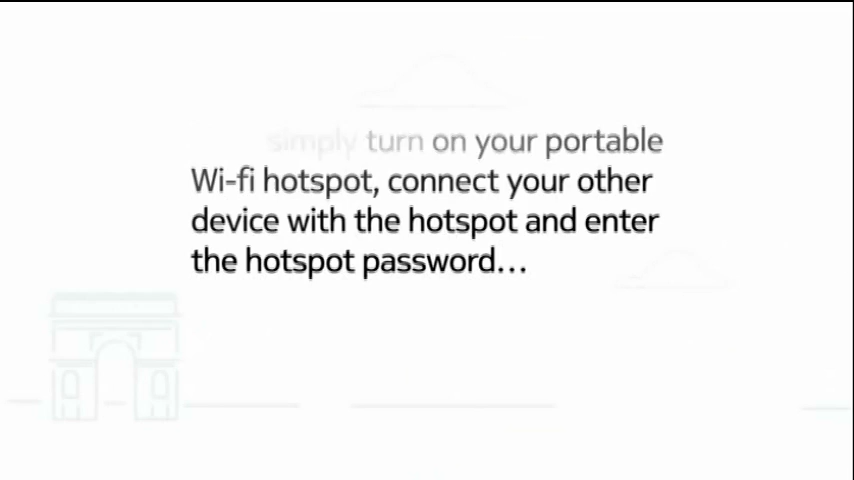 simply turn on your portable
Wi-fi hotspot, connect your other
device with the hotspot and enter
the hotspot password...